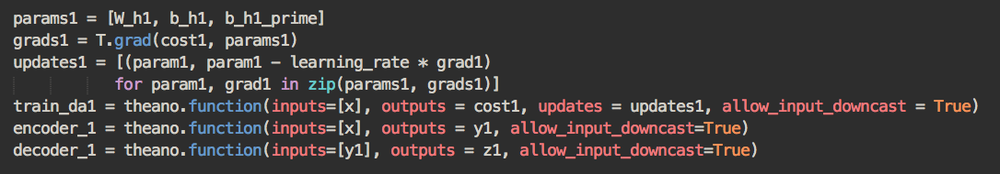 params1 = [W_h1, b_h1, b_h1_prime]
grads1 = T.grad(cost1, params1)
updates1 = [(param1, param1 - learning_rate * grad1)
           for param1, grad1 in zip(params1, grads1)]
train_da1 = theano.function(inputs=[x], outputs = cost1, updates = updates1, allow_input_downcast = True)
encoder_1 = theano.function(inputs=[x], outputs = y1, allow_input_downcast=True)
decoder_1 = theano.function(inputs=[y1], outputs = z1, allow_input_downcast=True)